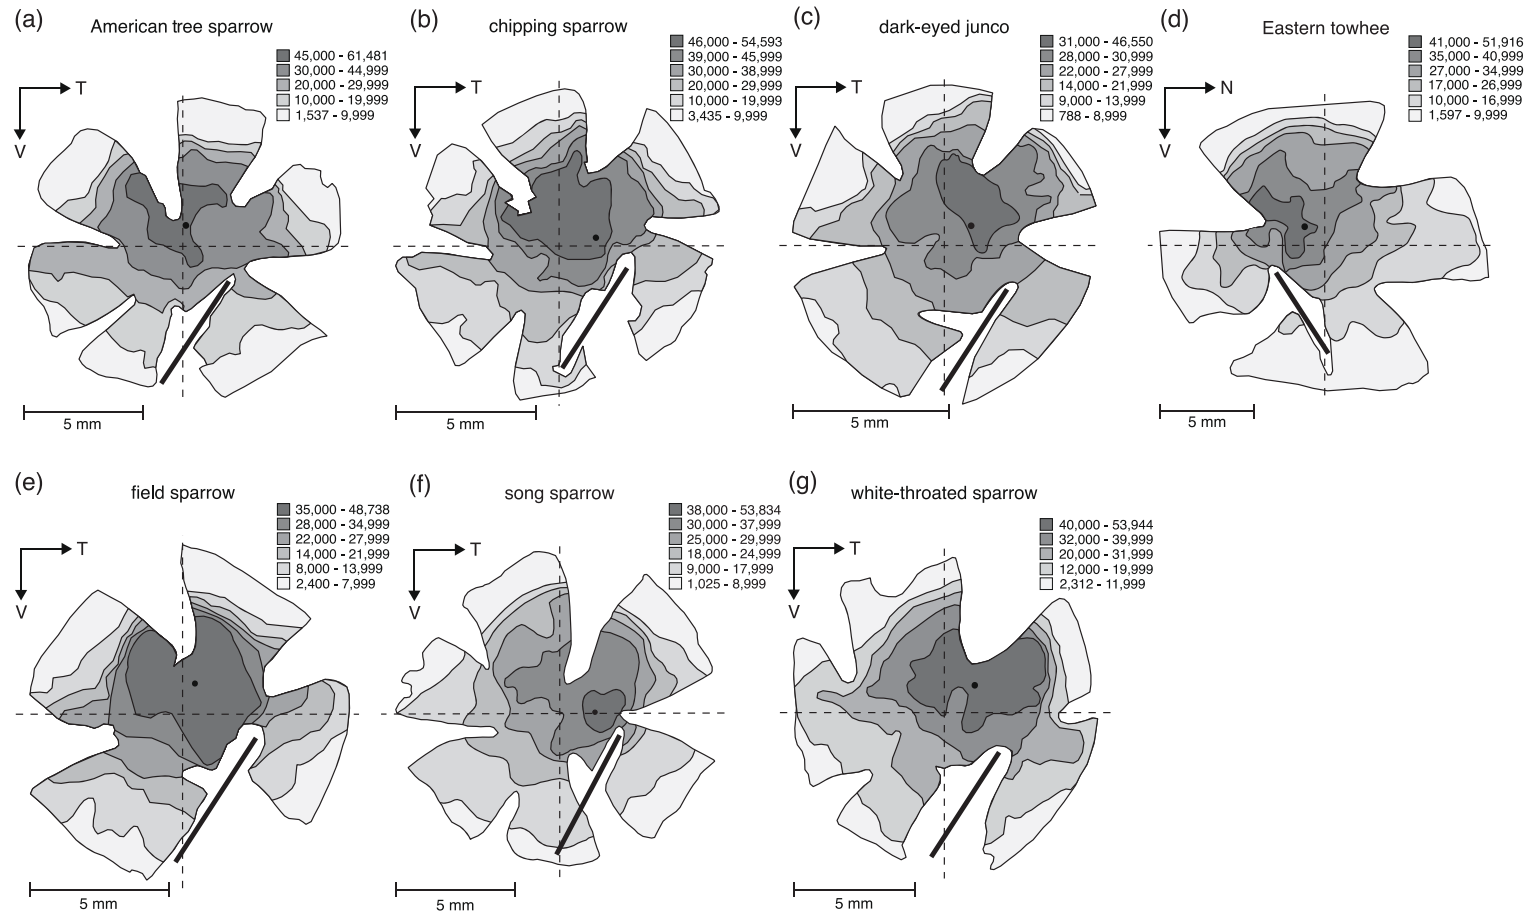 (a)
American tree sparrow
45,000 - 61,481
30,000 - 44,999
20,000 - 29,999
10,000 - 19,999
1,537 - 9,999
T
V
5 mm
(b)
chipping sparrow
46,000 - 54,593
39,000 - 45,999
30,000 - 38,999
20,000 - 29,999
10,000 - 19,999
3,435 - 9,999
T
V
5 mm
(c)
dark-eyed junco
31,000 - 46,550
28,000 - 30,999
22,000 - 27,999
14,000 - 21,999
9,000 - 13,999
788 - 8,999
T
V
5 mm
(d)
Eastern towhee
41,000 - 51,916
35,000 - 40,999
27,000 - 34,999
17,000 - 26,999
10,000 - 16,999
1,597 - 9,999
N
V
5 mm
(e)
field sparrow
35,000 - 48,738
28,000 - 34,999
22,000 - 27,999
14,000 - 21,999
8,000 - 13,999
2,400 - 7,999
T
V
5 mm
(f)
song sparrow
38,000 - 53,834
30,000 - 37,999
25,000 - 29,999
18,000 - 24,999
9,000 - 17,999
1,025 - 8,999
T
V
5 mm
(g)
white-throated sparrow
40,000 - 53,944
32,000 - 39,999
20,000 - 31,999
12,000 - 19,999
2,312 - 11,999
T
V
5 mm